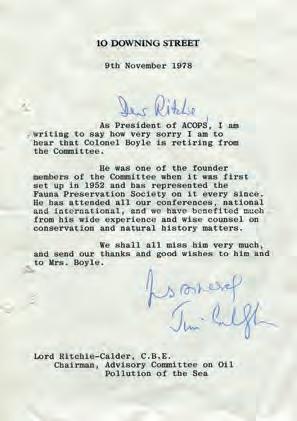 10 DOWNING STREET
9th November 1978
Dear Ritchie
As President of ACOPS, I am
writing to say how very sorry I am to
hear that Colonel Boyle is retiring from
the Committee.
He was one of the founder
members of the Committee when it was first
set up in 1952 and has represented the
Fauna Preservation Society on it every since.
He has attended all our conferences, national
and international, and we have benefited much
from his wide experience and wise counsel on
conservation and natural history matters.
We shall all miss him very much,
and send our thanks and good wishes to him and
to Mrs. Boyle.
Yours sincerely
Jim Callaghan
Lord Ritchie-Calder, C.B.E.
Chairman, Advisory Committee on Oil
Pollution of the Sea